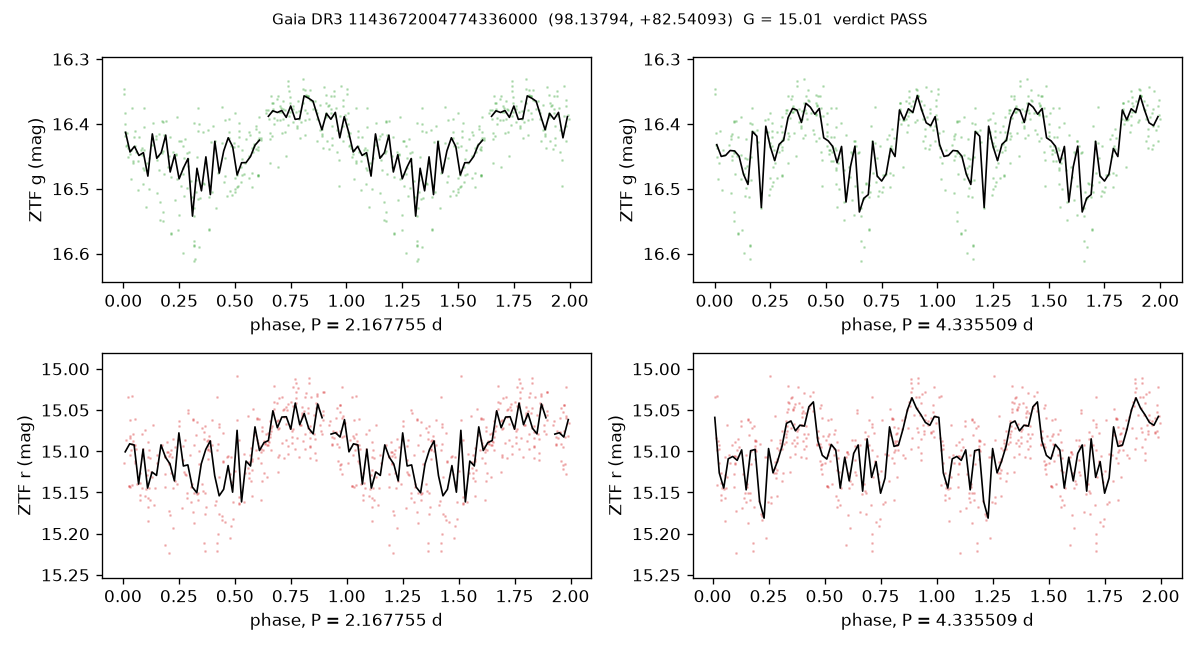 Gaia DR3 1143672004774336000  (98.13794, +82.54093)  G = 15.01  verdict PASS
ZTF g (mag)
16.3
16.4
16.5
16.6
0.00 0.25 0.50 0.75 1.00 1.25 1.50 1.75 2.00
phase, P = 2.167755 d
ZTF g (mag)
16.3
16.4
16.5
16.6
0.00 0.25 0.50 0.75 1.00 1.25 1.50 1.75 2.00
phase, P = 4.335509 d
ZTF r (mag)
15.00
15.05
15.10
15.15
15.20
15.25
0.00 0.25 0.50 0.75 1.00 1.25 1.50 1.75 2.00
phase, P = 2.167755 d
ZTF r (mag)
15.00
15.05
15.10
15.15
15.20
15.25
0.00 0.25 0.50 0.75 1.00 1.25 1.50 1.75 2.00
phase, P = 4.335509 d